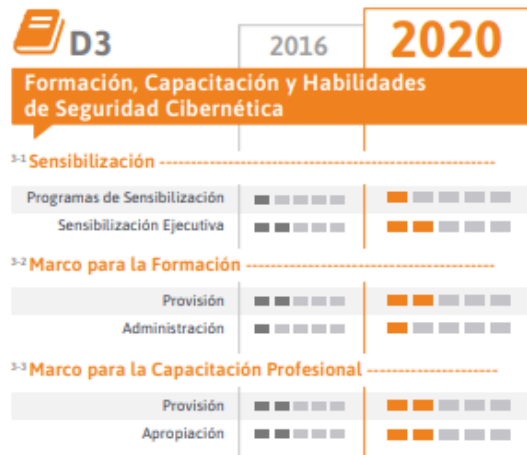 D3
2016
2020
Formación, Capacitación y Habilidades
de Seguridad Cibernética
3-1 Sensibilización
Programas de Sensibilización
Sensibilización Ejecutiva
3-2 Marco para la Formación
Provisión
Administración
3-3 Marco para la Capacitación Profesional
Provisión
Apropiación